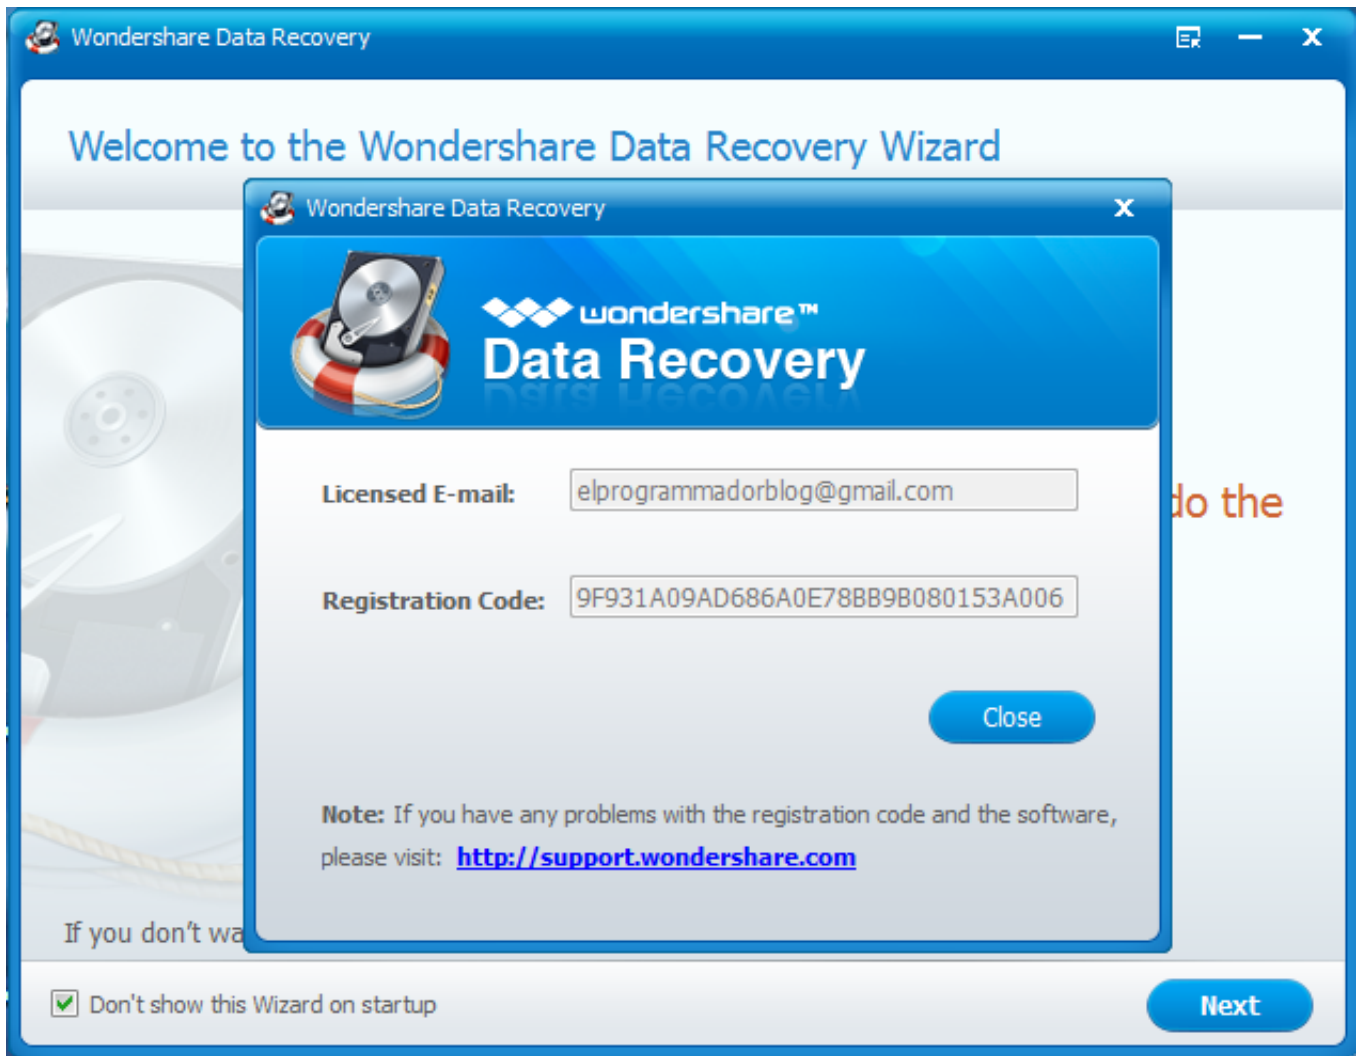 Wondershare Data Recovery
Welcome to the Wondershare Data Recovery Wizard
Wondershare Data Recovery
wondershare™
Data Recovery
Licensed E-mail: elprogrammadorblog@gmail.com
do the
Registration Code: 9F931A09AD686A0E78BB9B080153A006
Close
Note: If you have any problems with the registration code and the software,
please visit: http://support.wondershare.com
If you don't wa
Don't show this Wizard on startup
Next